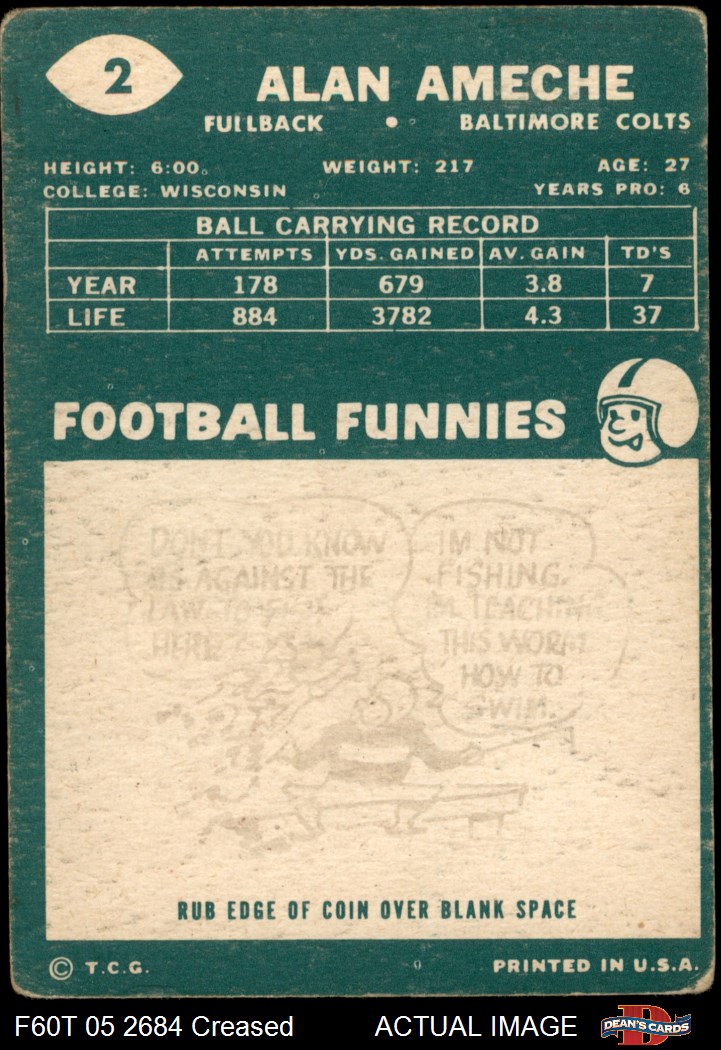 2
ALAN AMECHE
FULLBACK • BALTIMORE COLTS
HEIGHT: 6:00. WEIGHT: 217 AGE: 27
COLLEGE: WISCONSIN YEARS PRO: 6
BALL CARRYING RECORD
ATTEMPTS YDS. GAINED AV. GAIN TD'S
YEAR 178 679 3.8 7
LIFE 884 3782 4.3 37
FOOTBALL FUNNIES
DON'T YOU KNOW
AGAINST THE
LAW
HERE
I'M NOT
FISHING.
I'M TEACHING
THIS WORM
HOW TO
SWIM.
RUB EDGE OF COIN OVER BLANK SPACE
© T.C.G. PRINTED IN U.S.A.
F60T 05 2684 Creased ACTUAL IMAGE DEAN'S CARDS